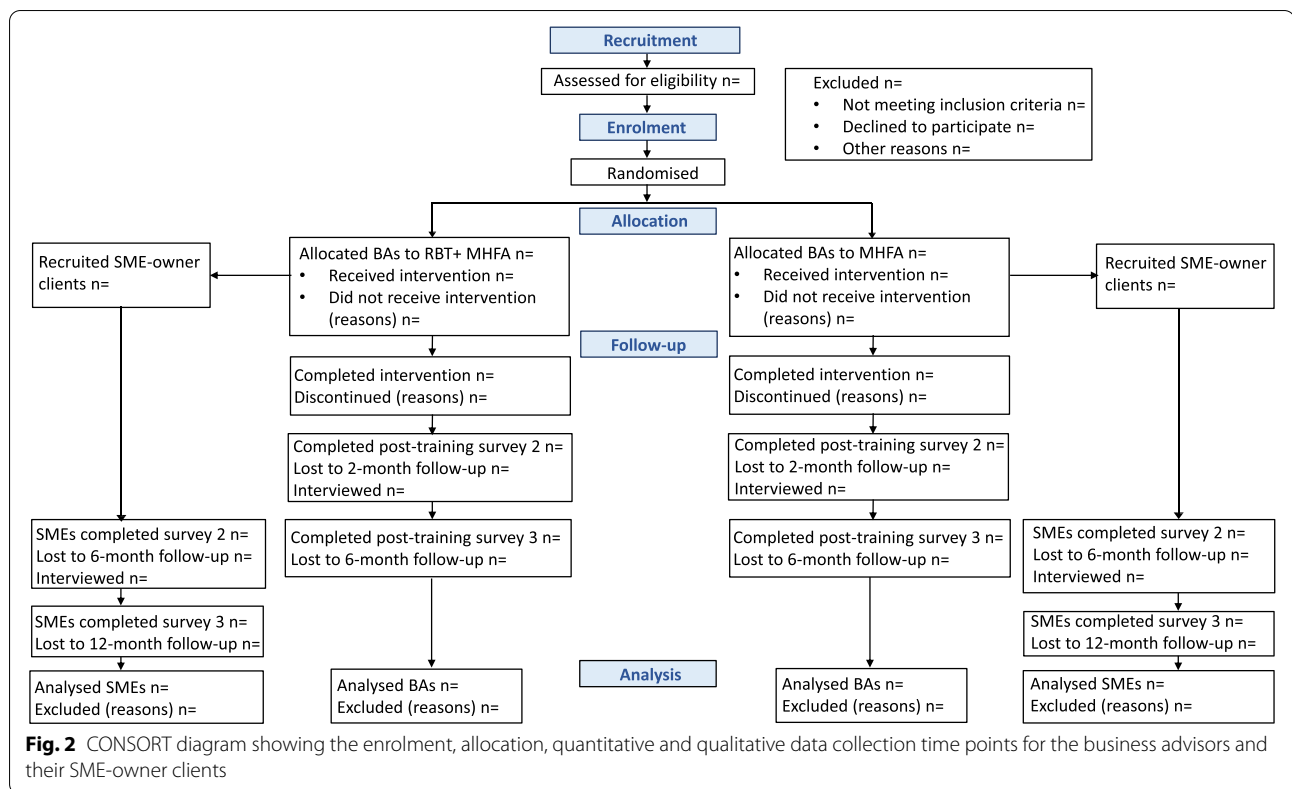 Recruitment
Assessed for eligibility n=
Excluded n=
• Not meeting inclusion criteria n=
• Declined to participate n=
• Other reasons n=
Enrolment
Randomised
Allocation
Recruited SME-owner
clients n=
Allocated BAs to RBT+ MHFA n=
• Received intervention n=
• Did not receive intervention
(reasons) n=
Allocated BAs to MHFA n=
• Received intervention n=
• Did not receive intervention
(reasons) n=
Recruited SME-owner
clients n=
Follow-up
Completed intervention n=
Discontinued (reasons) n=
Completed intervention n=
Discontinued (reasons) n=
Completed post-training survey 2 n=
Lost to 2-month follow-up n=
Interviewed n=
Completed post-training survey 2 n=
Lost to 2-month follow-up n=
Interviewed n=
SMEs completed survey 2 n=
Lost to 6-month follow-up n=
Interviewed n=
Completed post-training survey 3 n=
Lost to 6-month follow-up n=
Completed post-training survey 3 n=
Lost to 6-month follow-up n=
SMEs completed survey 2 n=
Lost to 6-month follow-up n=
Interviewed n=
SMEs completed survey 3 n=
Lost to 12-month follow-up n=
SMEs completed survey 3 n=
Lost to 12-month follow-up n=
Analysis
Analysed SMEs n=
Excluded (reasons) n=
Analysed BAs n=
Excluded (reasons) n=
Analysed BAs n=
Excluded (reasons) n=
Analysed SMEs n=
Excluded (reasons) n=
Fig. 2 CONSORT diagram showing the enrolment, allocation, quantitative and qualitative data collection time points for the business advisors and
their SME-owner clients